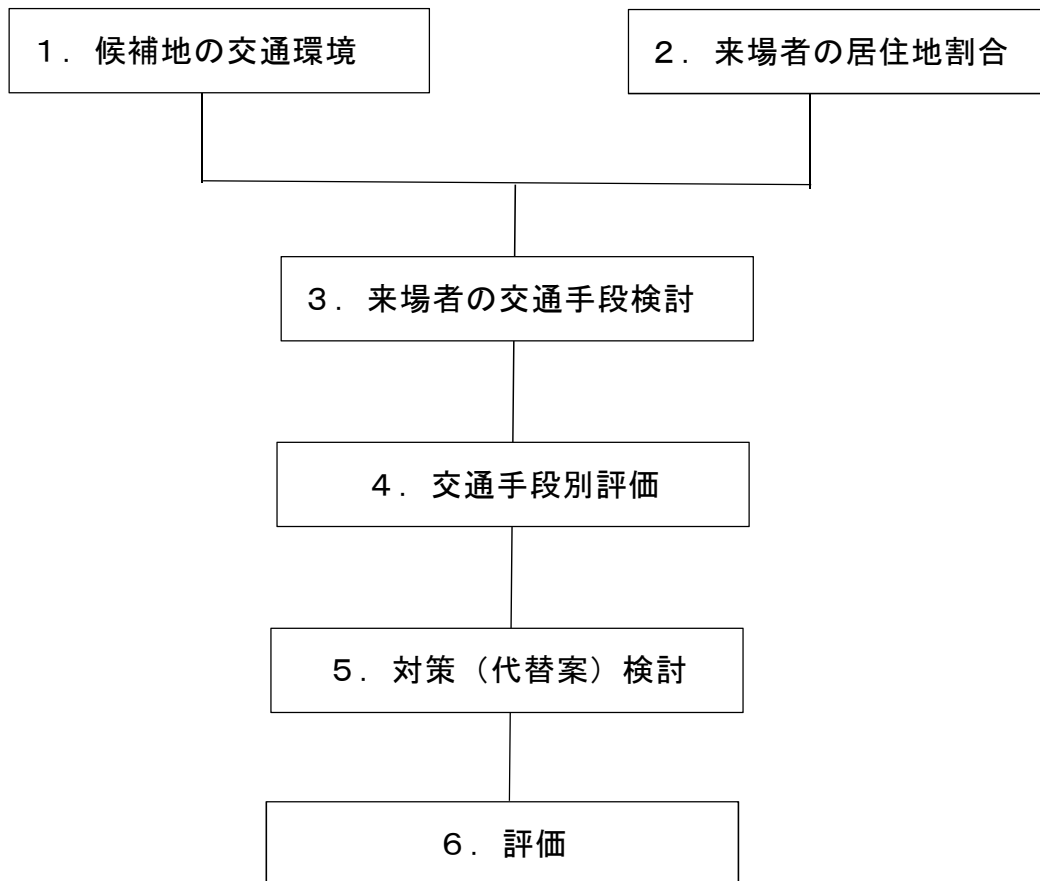 １．候補地の交通環境
２．来場者の居住地割合
３．来場者の交通手段検討
４．交通手段別評価
５．対策（代替案）検討
６．評価